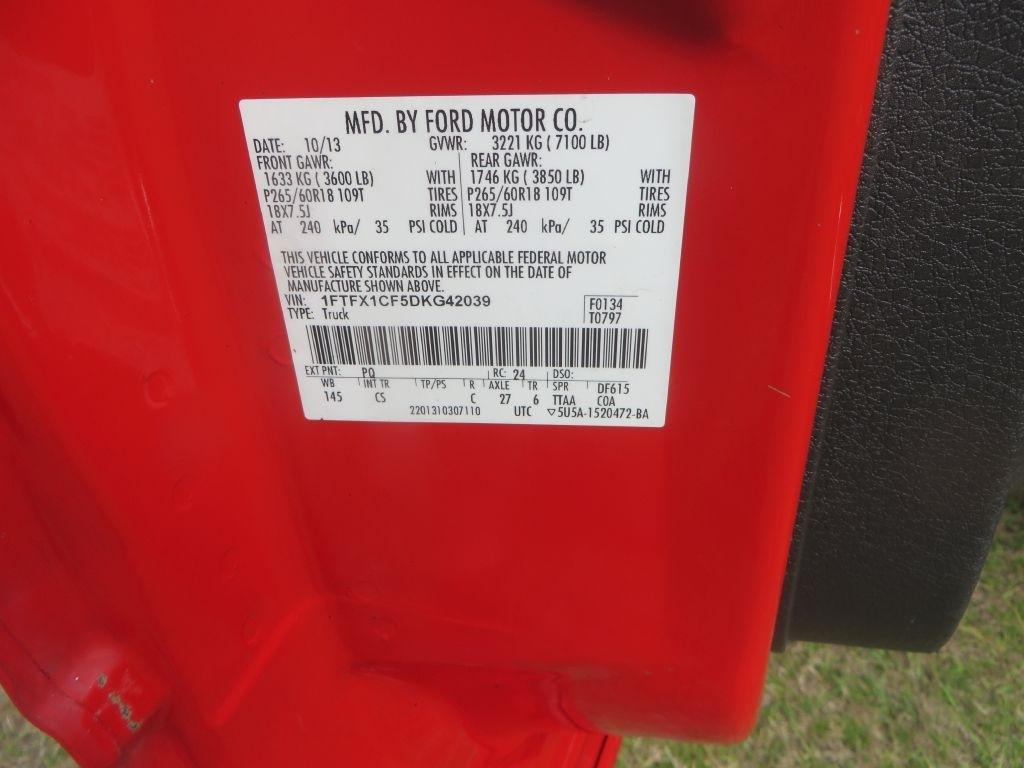 MFD. BY FORD MOTOR CO.
DATE: 10/13 GVWR: 3221 KG ( 7100 LB)
FRONT GAWR: REAR GAWR:
1633 KG ( 3600 LB) WITH 1746 KG ( 3850 LB) WITH
P265/60R18 109T TIRES P265/60R18 109T TIRES
18X7.5J RIMS 18X7.5J RIMS
AT 240 kPa/ 35 PSI COLD AT 240 kPa/ 35 PSI COLD
THIS VEHICLE CONFORMS TO ALL APPLICABLE FEDERAL MOTOR
VEHICLE SAFETY STANDARDS IN EFFECT ON THE DATE OF
MANUFACTURE SHOWN ABOVE.
VIN: 1FTFX1CF5DKG42039 F0134
TYPE: Truck T0797
EXT PNT: PQ RC: 24 DSO:
WB INT TR TP/PS R AXLE TR SPR DF615
145 CS C 27 6 TTAA COA
2201310307110 UTC ▽5U5A-1520472-BA